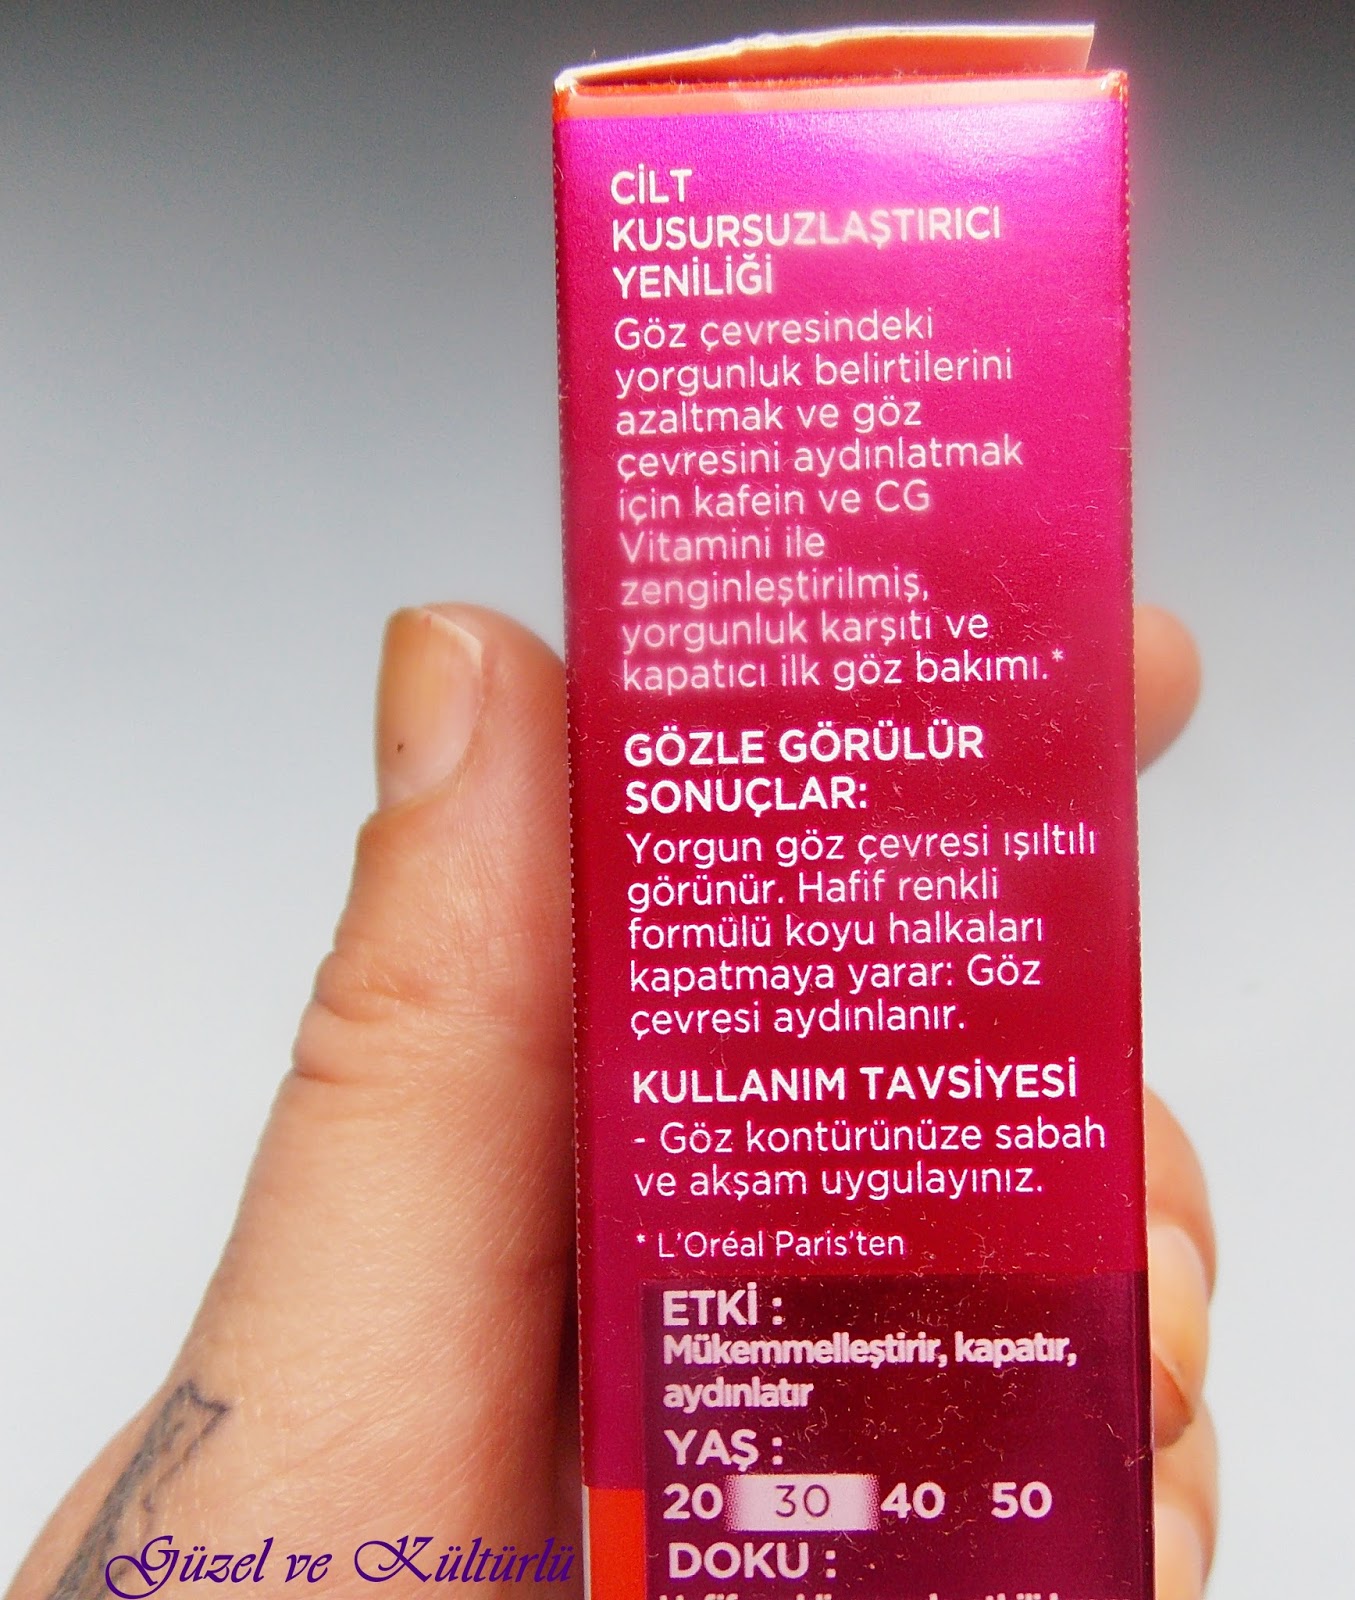 CİLT
KUSURSUZLAŞTIRICI
YENİLİĞİ
Göz çevresindeki
yorgunluk belirtilerini
azaltmak ve göz
çevresini aydınlatmak
için kafein ve CG
Vitamini ile
zenginleştirilmiş,
yorgunluk karşıtı ve
kapatıcı ilk göz bakımı.*
GÖZLE GÖRÜLÜR
SONUÇLAR:
Yorgun göz çevresi ışıltılı
görünür. Hafif renkli
formülü koyu halkaları
kapatmaya yarar: Göz
çevresi aydınlanır.
KULLANIM TAVSİYESİ
- Göz kontürünüze sabah
ve akşam uygulayınız.
* L'Oréal Paris'ten
ETKİ :
Mükemmelleştirir, kapatır,
aydınlatır
YAŞ :
20 30 40 50
DOKU :
Güzel ve Kültürlü